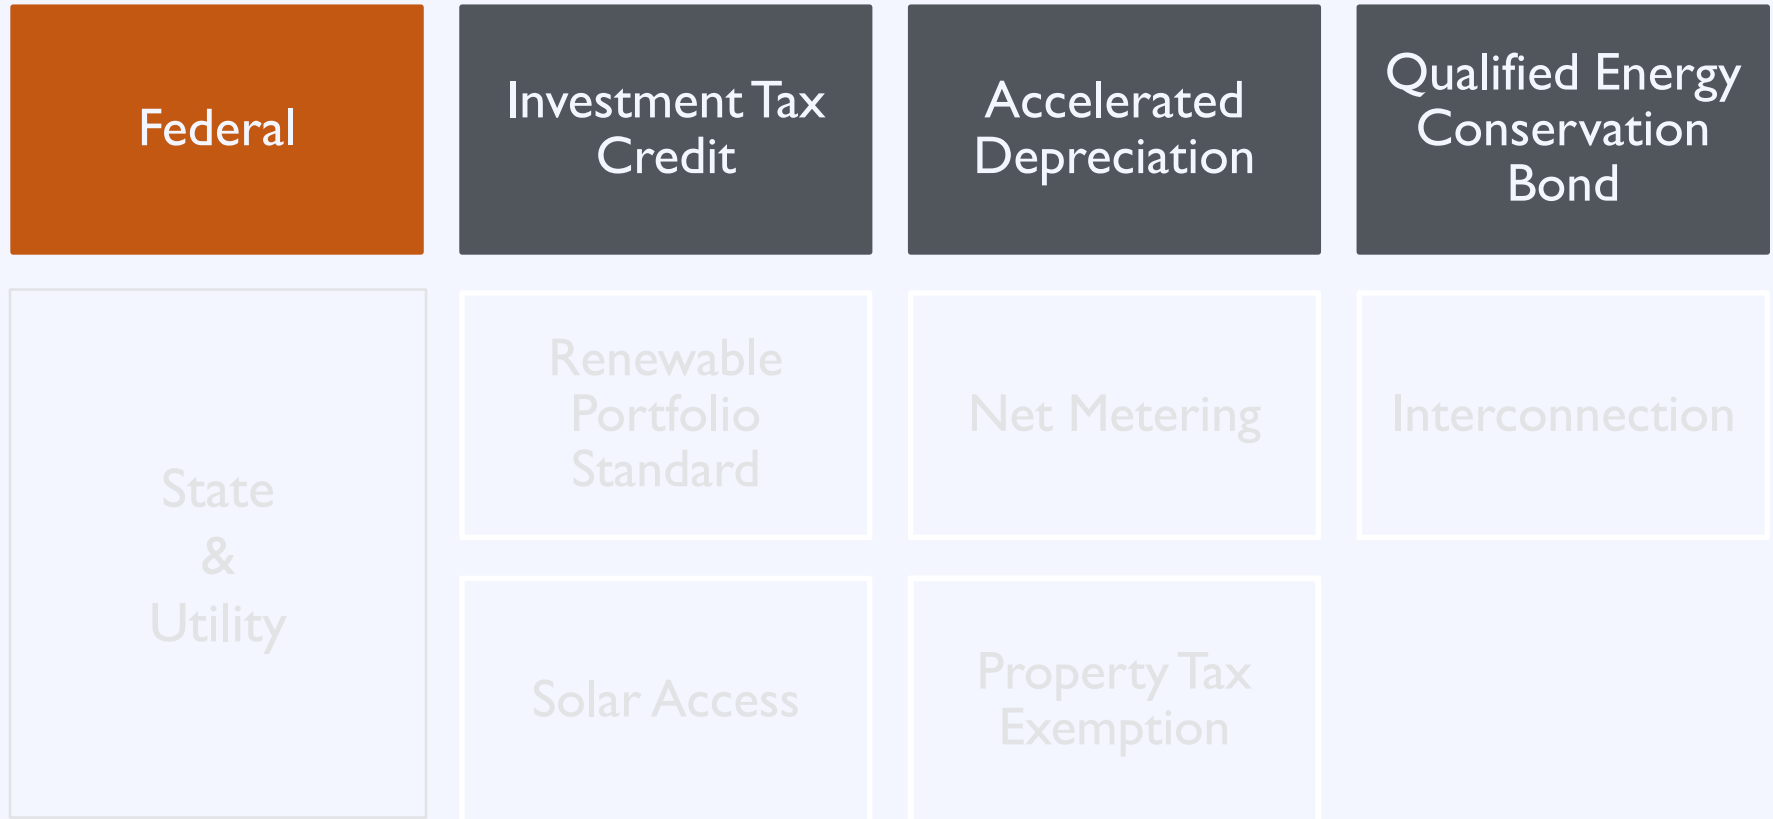 Federal
Investment Tax
Credit
Accelerated
Depreciation
Qualified Energy
Conservation
Bond
State
&
Utility
Renewable
Portfolio
Standard
Net Metering
Interconnection
Solar Access
Property Tax
Exemption